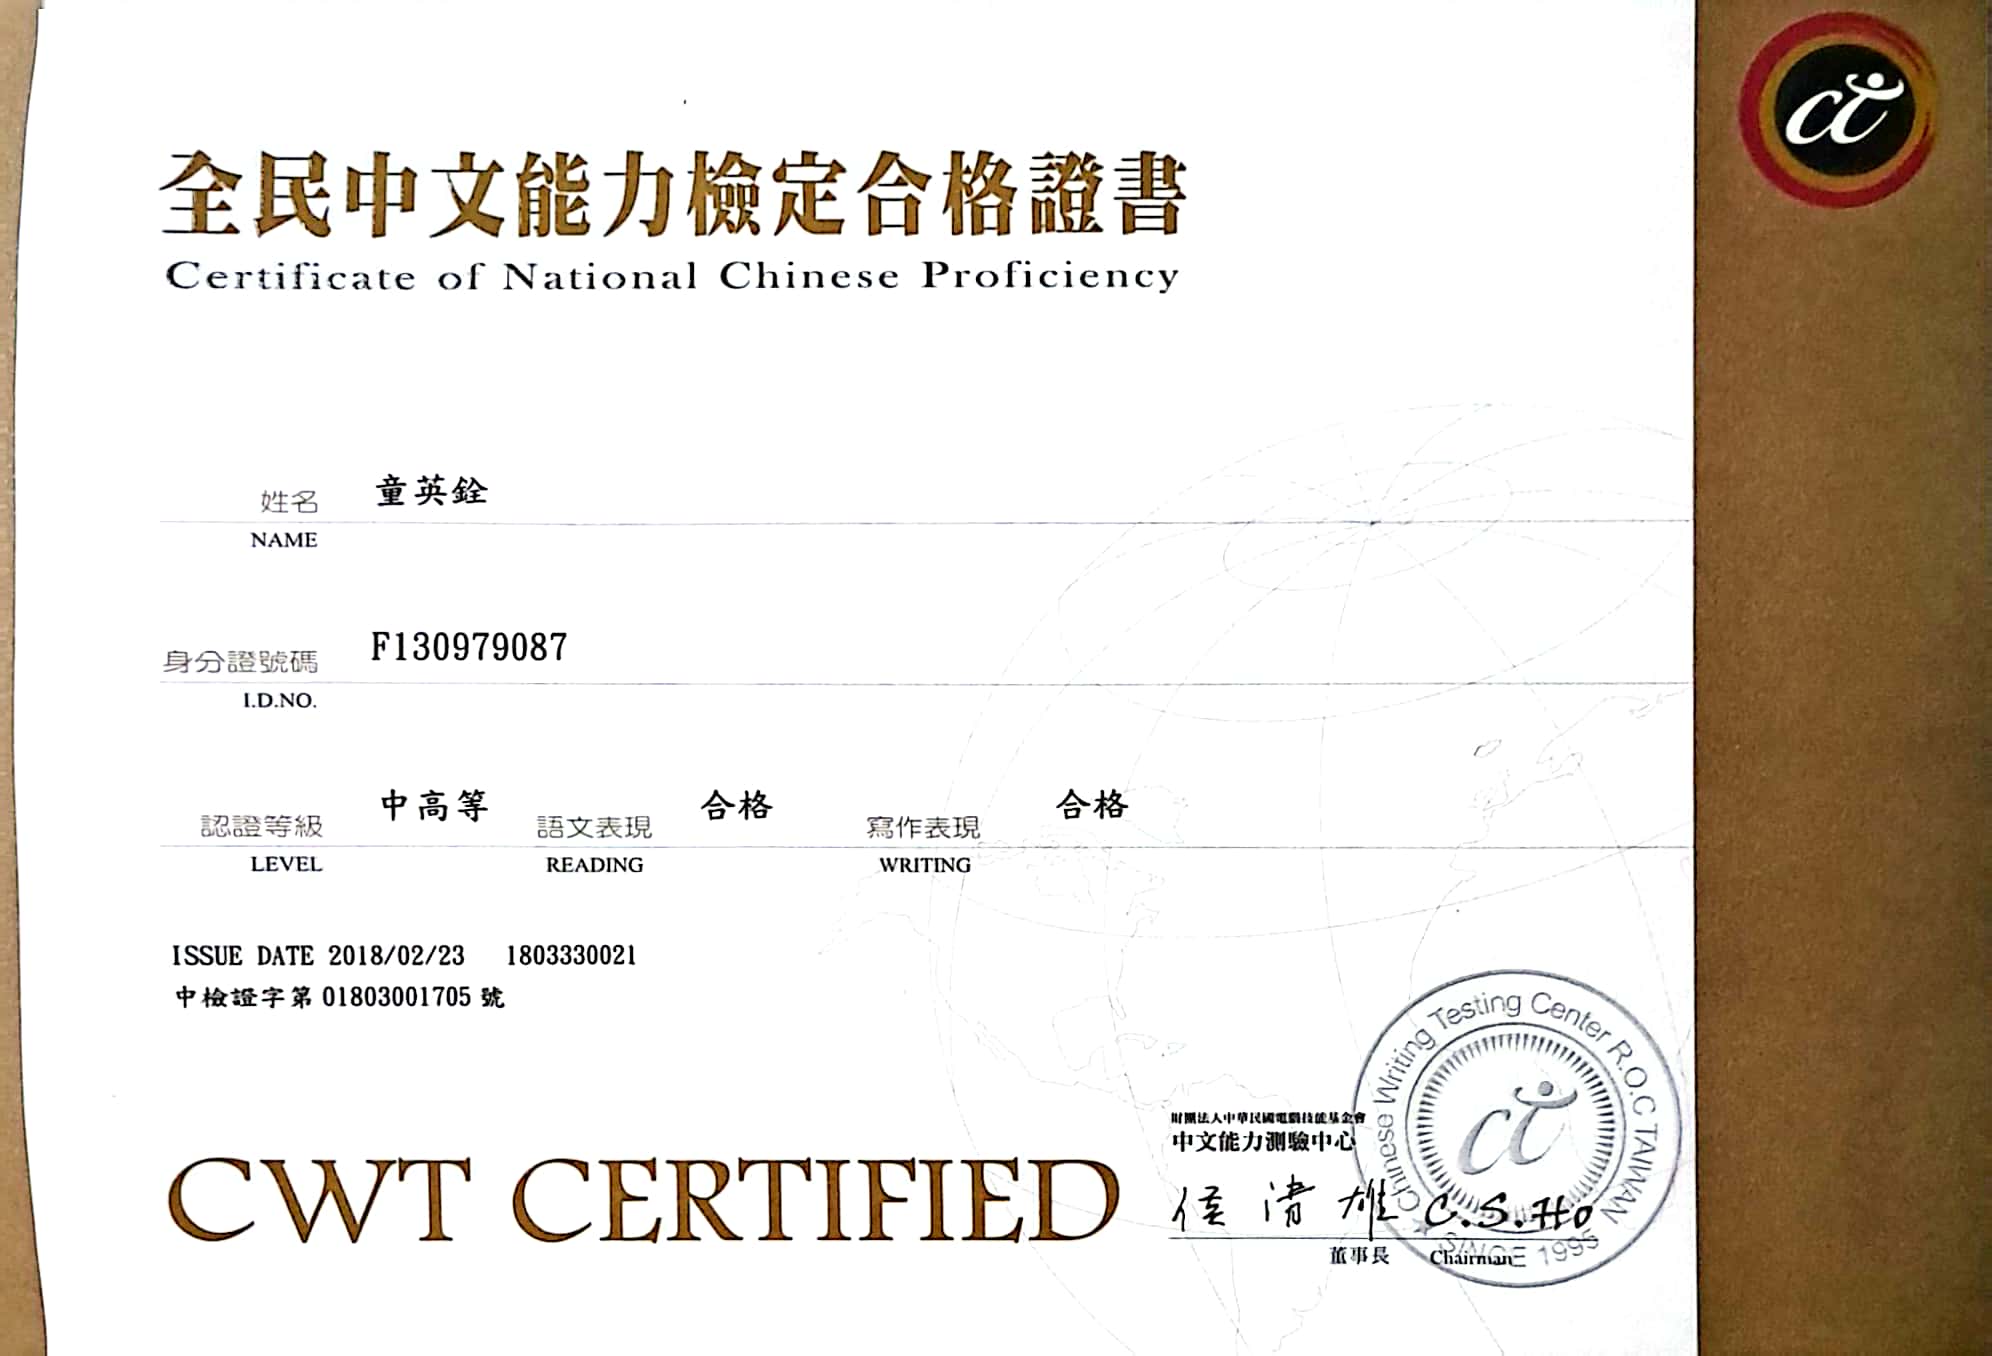 全民中文能力檢定合格證書
Certificate of National Chinese Proficiency
ct
姓名 童英銓
NAME
身分證號碼 F130979087
I.D.NO.
認證等級 中高等 語文表現 合格 寫作表現 合格
LEVEL READING WRITING
ISSUE DATE 2018/02/23 1803330021
中檢證字第 01803001705 號
CWT CERTIFIED
財團法人中華民國電腦技能基金會
中文能力測驗中心
侯清雄 C.S.Ho
董事長 Chairman
Chinese Writing Testing Center R.O.C TAIWAN
ct
SINCE 1995